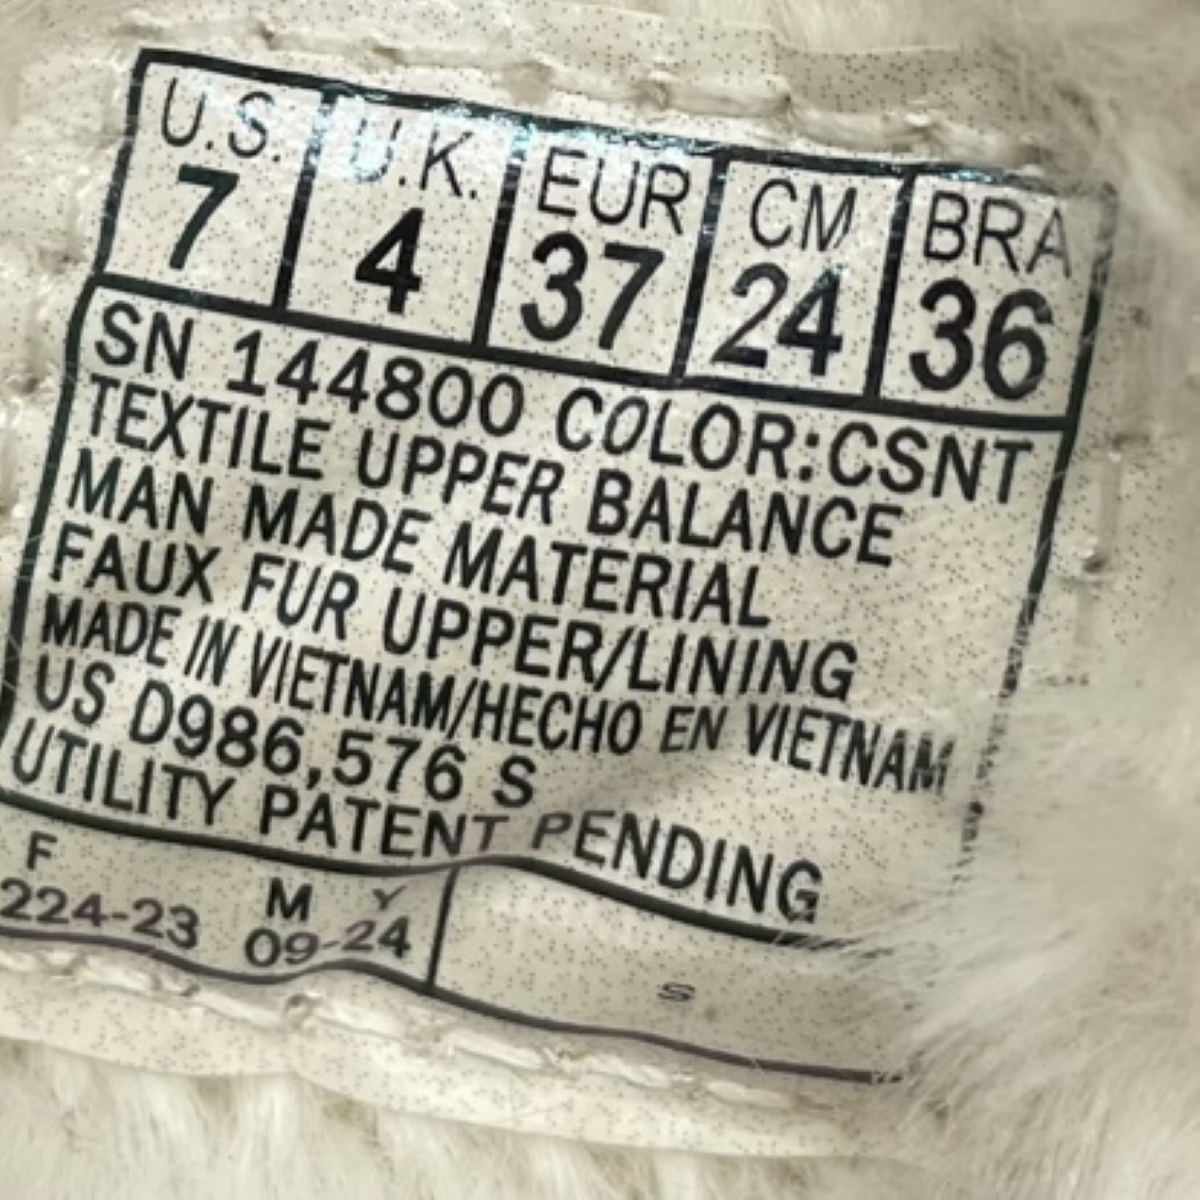 U.S. U.K. EUR CM BRA
7 4 37 24 36
SN 144800 COLOR:CSNT
TEXTILE UPPER BALANCE
MAN MADE MATERIAL
FAUX FUR UPPER/LINING
MADE IN VIETNAM/HECHO EN VIETNAM
US D986,576 S
UTILITY PATENT PENDING
F M Y
224-23 09-24
S